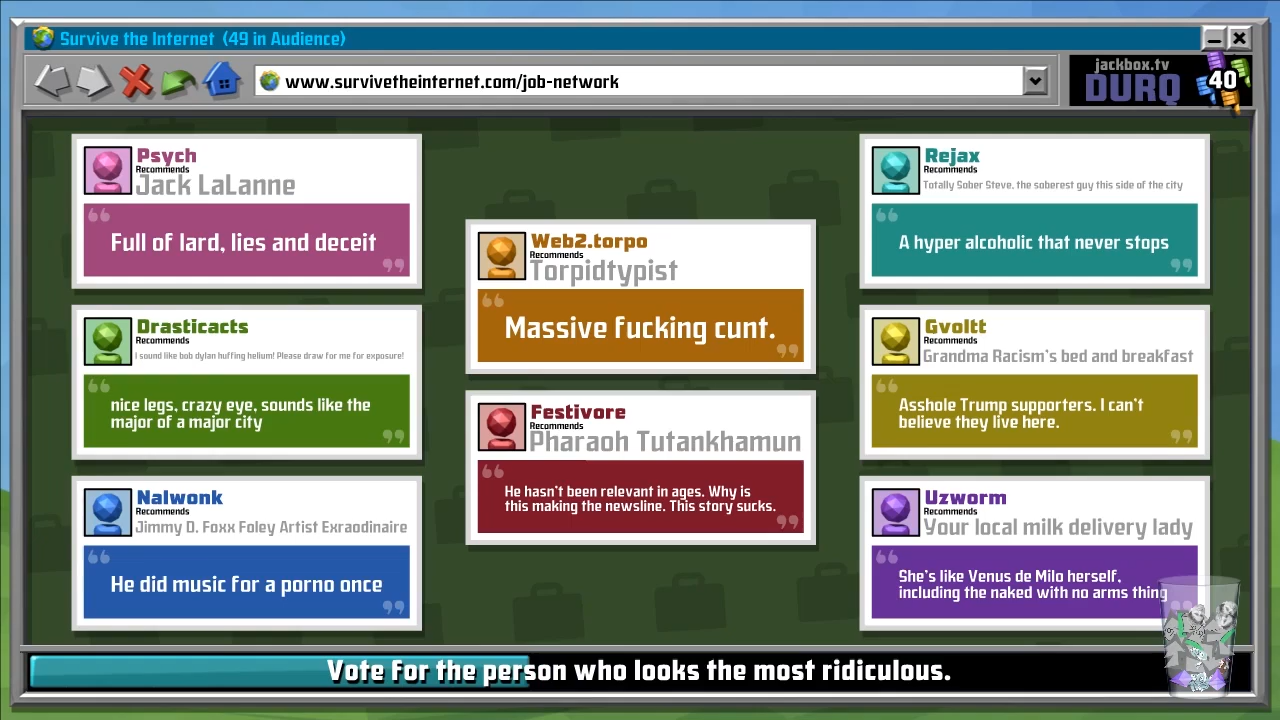 Survive the Internet (49 in Audience)
www.survivetheinternet.com/job-network
jackbox.tv
DURQ
40
Psych
Recommends
Jack LaLanne
Full of lard, lies and deceit
Drasticacts
Recommends
I sound like bob dylan huffing helium! Please draw for me for exposure!
nice legs, crazy eye, sounds like the
major of a major city
Nalwonk
Recommends
Jimmy D. Foxx Foley Artist Exraodinaire
He did music for a porno once
Web2.torpo
Recommends
Torpidtypist
Massive fucking cunt.
Festivore
Recommends
Pharaoh Tutankhamun
He hasn't been relevant in ages. Why is
this making the newsline. This story sucks.
Rejax
Recommends
Totally Sober Steve, the soberest guy this side of the city
A hyper alcoholic that never stops
Gvoltt
Recommends
Grandma Racism's bed and breakfast
Asshole Trump supporters. I can't
believe they live here.
Uzworm
Recommends
Your local milk delivery lady
She's like Venus de Milo herself,
including the naked with no arms thing
Vote for the person who looks the most ridiculous.